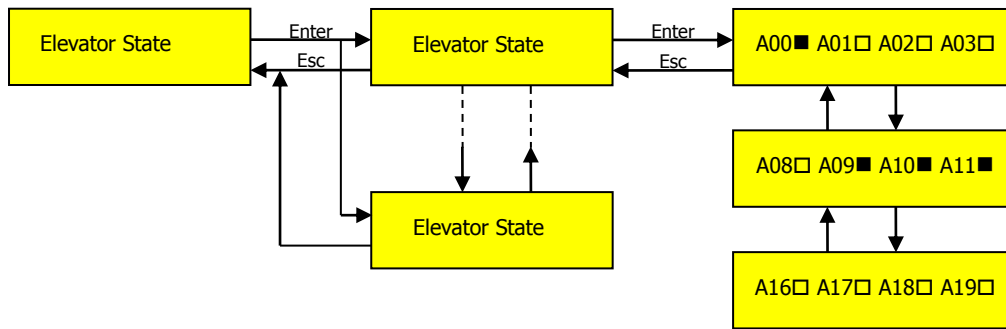 Elevator State
Enter
Esc
Elevator State
Enter
Esc
A00■ A01□ A02□ A03□
A08□ A09■ A10■ A11■
Elevator State
A16□ A17□ A18□ A19□